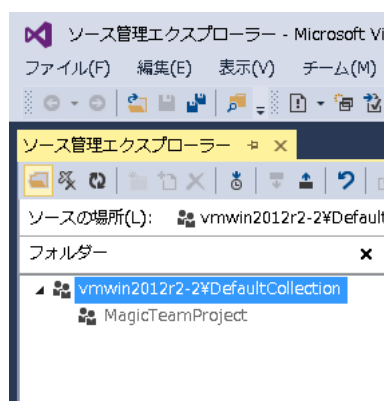 ソース管理エクスプローラー - Microsoft Vi
ファイル(F) 編集(E) 表示(V) チーム(M)
ソース管理エクスプローラー
ソースの場所(L): vmwin2012r2-2¥Default
フォルダー
vmwin2012r2-2¥DefaultCollection
MagicTeamProject